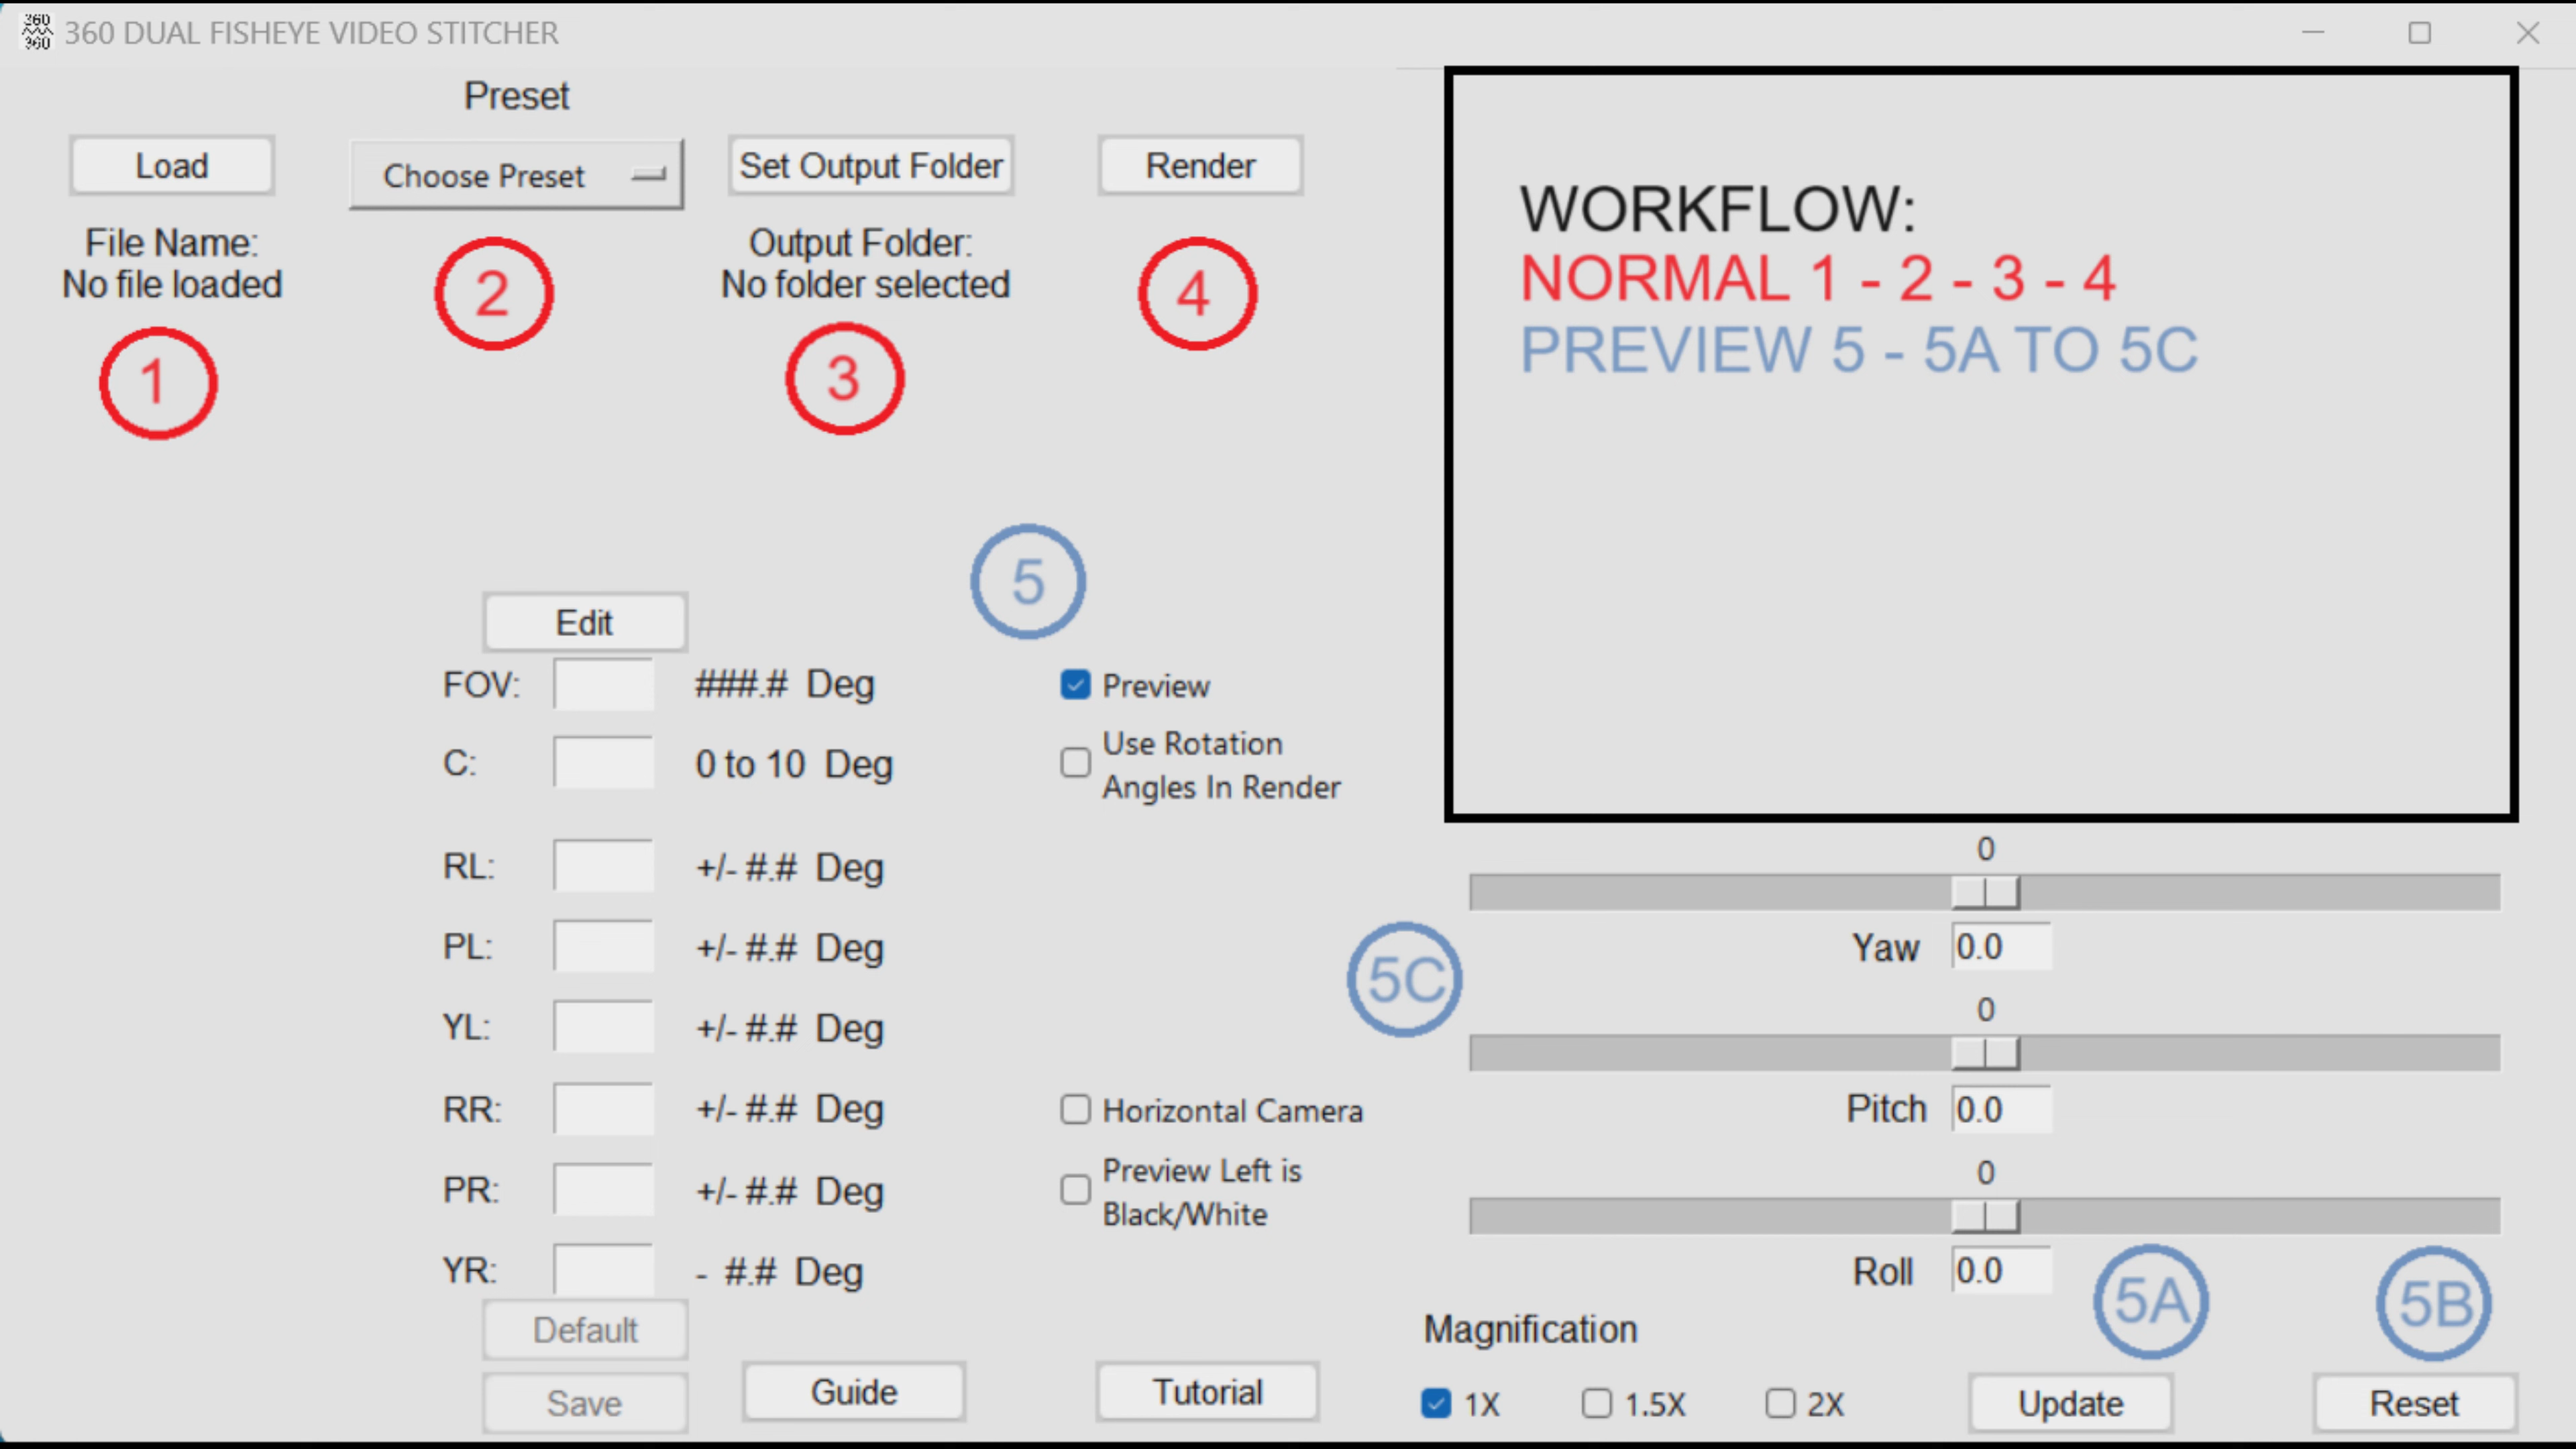 360 DUAL FISHEYE VIDEO STITCHER
Preset
Load
Choose Preset
Set Output Folder
Render
File Name:
No file loaded
Output Folder:
No folder selected
1
2
3
4
WORKFLOW:
NORMAL 1 - 2 - 3 - 4
PREVIEW 5 - 5A TO 5C
5
Edit
FOV: ###.# Deg
C: 0 to 10 Deg
RL: +/- #.# Deg
PL: +/- #.# Deg
YL: +/- #.# Deg
RR: +/- #.# Deg
PR: +/- #.# Deg
YR: - #.# Deg
Default
Save
Guide
Tutorial
Preview
Use Rotation
Angles In Render
Horizontal Camera
Preview Left is
Black/White
5C
0
Yaw 0.0
0
Pitch 0.0
0
Roll 0.0
5A
5B
Magnification
1X
1.5X
2X
Update
Reset
360
360